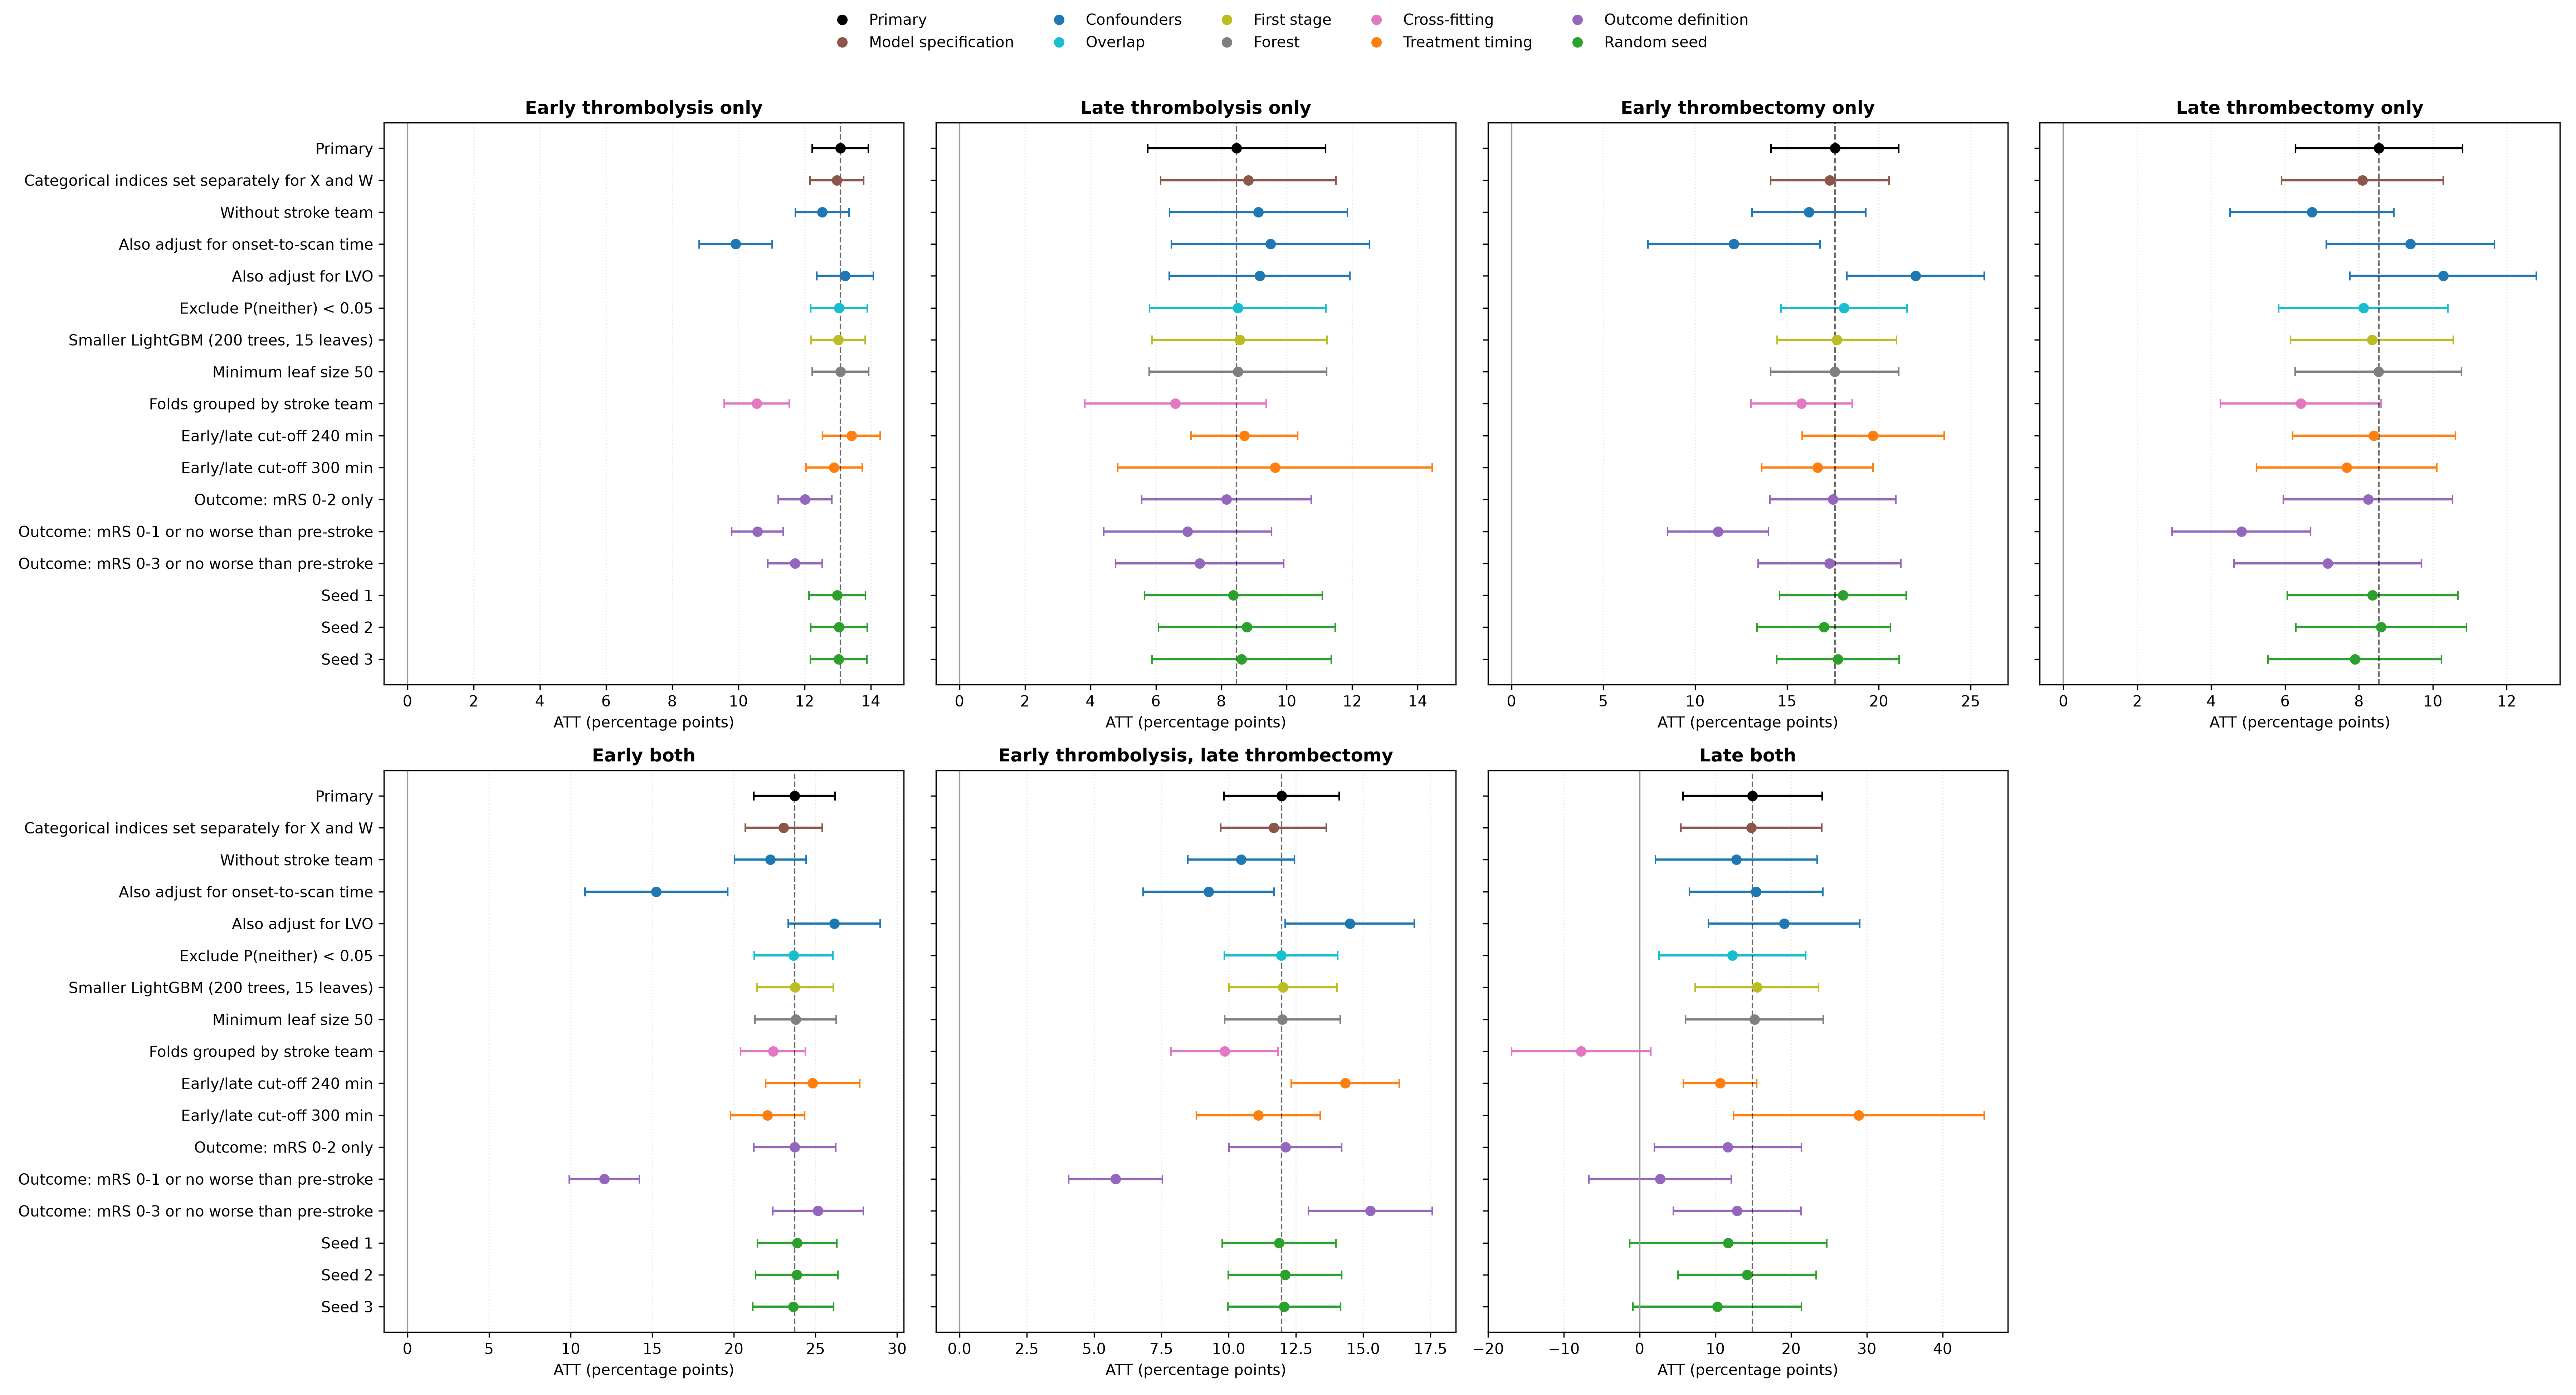 Primary Confounders First stage Cross-fitting Outcome definition
Model specification Overlap Forest Treatment timing Random seed
Early thrombolysis only Late thrombolysis only Early thrombectomy only Late thrombectomy only
Primary
Categorical indices set separately for X and W
Without stroke team
Also adjust for onset-to-scan time
Also adjust for LVO
Exclude P(neither) < 0.05
Smaller LightGBM (200 trees, 15 leaves)
Minimum leaf size 50
Folds grouped by stroke team
Early/late cut-off 240 min
Early/late cut-off 300 min
Outcome: mRS 0-2 only
Outcome: mRS 0-1 or no worse than pre-stroke
Outcome: mRS 0-3 or no worse than pre-stroke
Seed 1
Seed 2
Seed 3
0 2 4 6 8 10 12 14 0 2 4 6 8 10 12 14 0 5 10 15 20 25 0 2 4 6 8 10 12
ATT (percentage points) ATT (percentage points) ATT (percentage points) ATT (percentage points)
Early both Early thrombolysis, late thrombectomy Late both
Primary
Categorical indices set separately for X and W
Without stroke team
Also adjust for onset-to-scan time
Also adjust for LVO
Exclude P(neither) < 0.05
Smaller LightGBM (200 trees, 15 leaves)
Minimum leaf size 50
Folds grouped by stroke team
Early/late cut-off 240 min
Early/late cut-off 300 min
Outcome: mRS 0-2 only
Outcome: mRS 0-1 or no worse than pre-stroke
Outcome: mRS 0-3 or no worse than pre-stroke
Seed 1
Seed 2
Seed 3
0 5 10 15 20 25 30 0.0 2.5 5.0 7.5 10.0 12.5 15.0 17.5 −20 −10 0 10 20 30 40
ATT (percentage points) ATT (percentage points) ATT (percentage points)